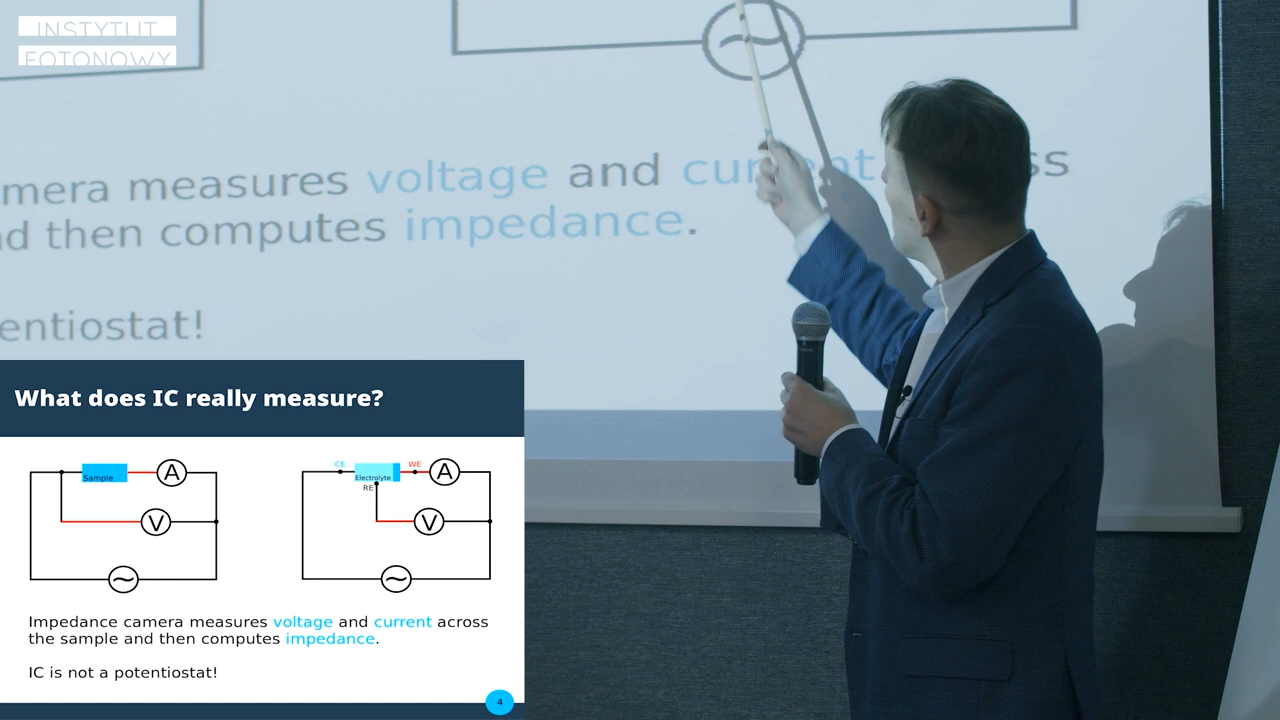 INSTYTUT
FOTONOWY
mera measures voltage and current
ss
d then computes impedance.
entiostat!
What does IC really measure?
Sample
A
V
CE
WE
Electrolyte
RE
A
V
Impedance camera measures voltage and current across
the sample and then computes impedance.
IC is not a potentiostat!
4